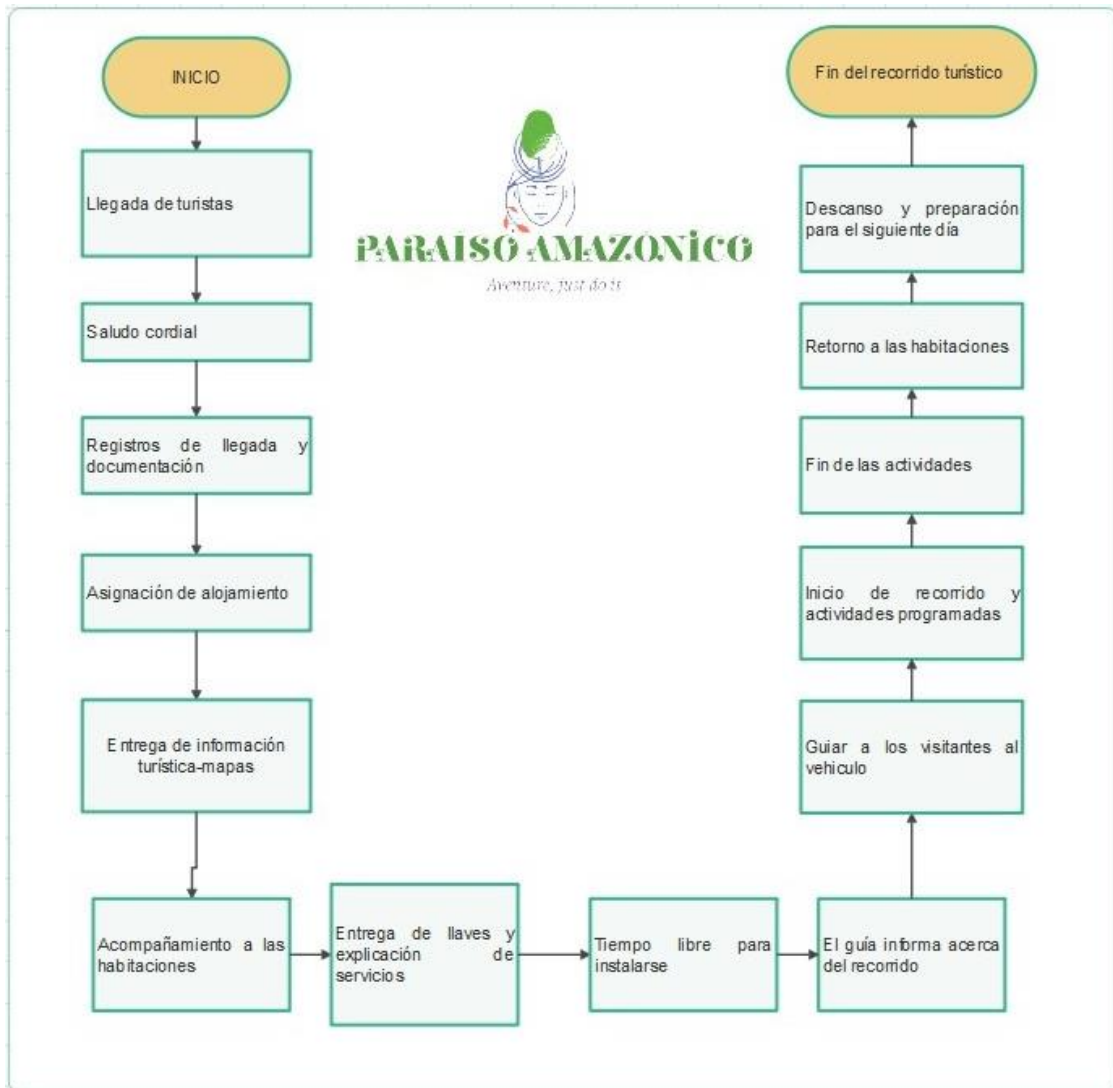 INICIO
Llegada de turistas
Saludo cordial
Registros de llegada y
documentación
Asignación de alojamiento
Entrega de información
turística-mapas
Acompañamiento a las
habitaciones
Entrega de llaves y
explicación de
servicios
Tiempo libre para
instalarse
El guía informa acerca
del recorrido
Guiar a los visitantes al
vehiculo
Inicio de recorrido y
actividades programadas
Fin de las actividades
Retorno a las habitaciones
Descanso y preparación
para el siguiente día
Fin del recorrido turístico
PARAÍSO AMAZÓNICO
Aventure, just do it